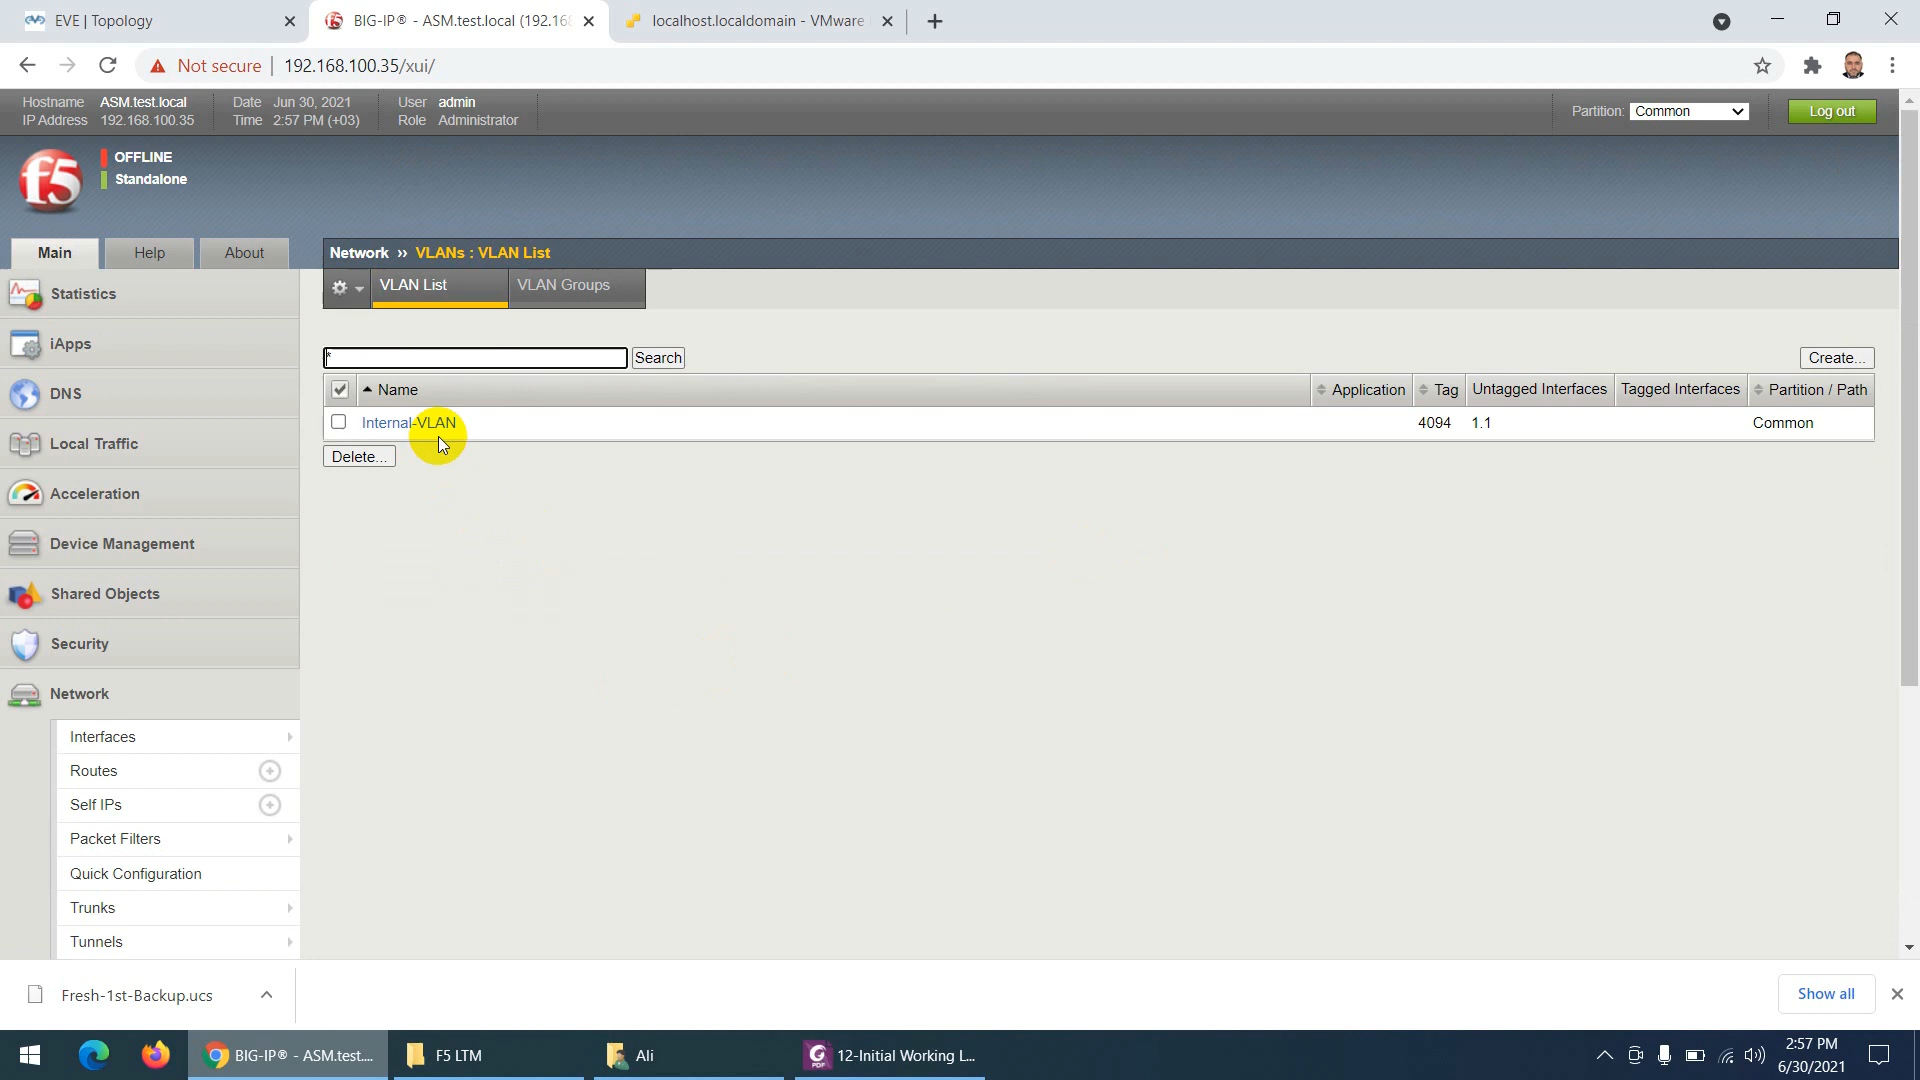 EVE | Topology
BIG-IP® - ASM.test.local (192.168
localhost.localdomain - VMware
Not secure
192.168.100.35/xui/
Hostname ASM.test.local
IP Address 192.168.100.35
Date Jun 30, 2021
Time 2:57 PM (+03)
User admin
Role Administrator
Partition: Common
Log out
f5
OFFLINE
Standalone
Main
Help
About
Network ›› VLANs : VLAN List
VLAN List
VLAN Groups
Statistics
iApps
DNS
Local Traffic
Acceleration
Device Management
Shared Objects
Security
Network
Interfaces
Routes
Self IPs
Packet Filters
Quick Configuration
Trunks
Tunnels
*
Search
Create...
Name
Application
Tag
Untagged Interfaces
Tagged Interfaces
Partition / Path
Internal-VLAN
4094
1.1
Common
Delete...
Fresh-1st-Backup.ucs
Show all
BIG-IP® - ASM.test....
F5 LTM
Ali
PDF
12-Initial Working L...
2:57 PM
6/30/2021